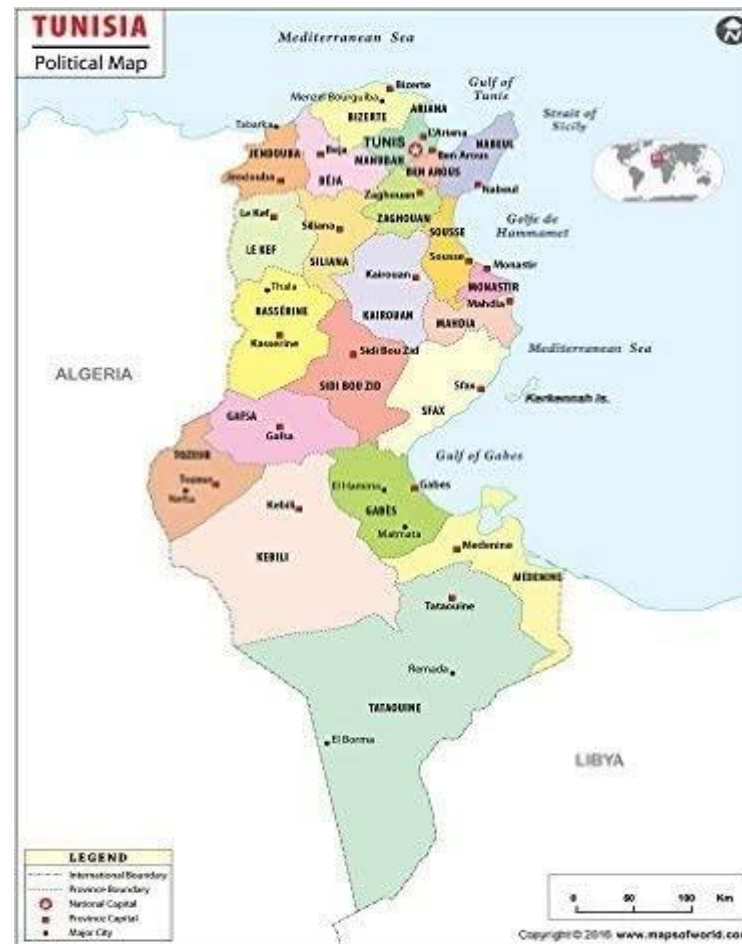 TUNISIA
Political Map
Mediterranean Sea
N
Bizerte
Gulf of
Tunis
Menzel Bourguiba
ARIANA
BIZERTE
Strait of
Sicily
Tabarka
TUNIS
L'Ariana
NABEUL
JENDOUBA
Beja
MANUBAH
Ben Arous
BEN AROUS
Jendouba
BÉJA
Zaghouan
Nabeul
Le Kef
Siliana
ZAGHOUAN
SOUSSE
Golfe de
Hammamet
LE KEF
SILIANA
Sousse
Monastir
Kairouan
MONASTIR
Thala
Mahdia
KASSÉRINE
KAIROUAN
MAHDIA
Kasserine
Sidi Bou Zid
Mediterranean Sea
ALGERIA
SIDI BOU ZID
Sfax
Kerkennah Is.
GAFSA
SFAX
Gafsa
TOZEUR
Gulf of Gabes
Tozeur
El Hamma
Gabes
Nefta
Kebili
GABÈS
Matmata
KEBILI
Medenine
MEDENINE
Tataouine
Remada
TATAOUINE
El Borma
LIBYA
LEGEND
International Boundary
Province Boundary
National Capital
Province Capital
Major City
0 50 100 Km
Copyright © 2016 www.mapsofworld.co